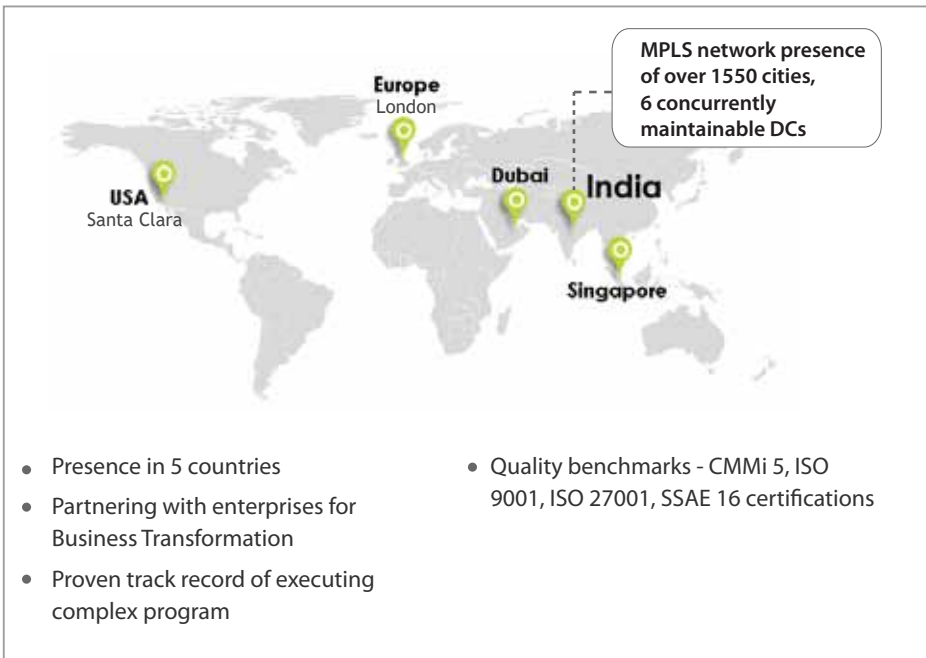 MPLS network presence
of over 1550 cities,
6 concurrently
maintainable DCs
Europe
London
Dubai
India
USA
Santa Clara
Singapore
• Presence in 5 countries
• Partnering with enterprises for
Business Transformation
• Proven track record of executing
complex program
• Quality benchmarks - CMMi 5, ISO
9001, ISO 27001, SSAE 16 certifications